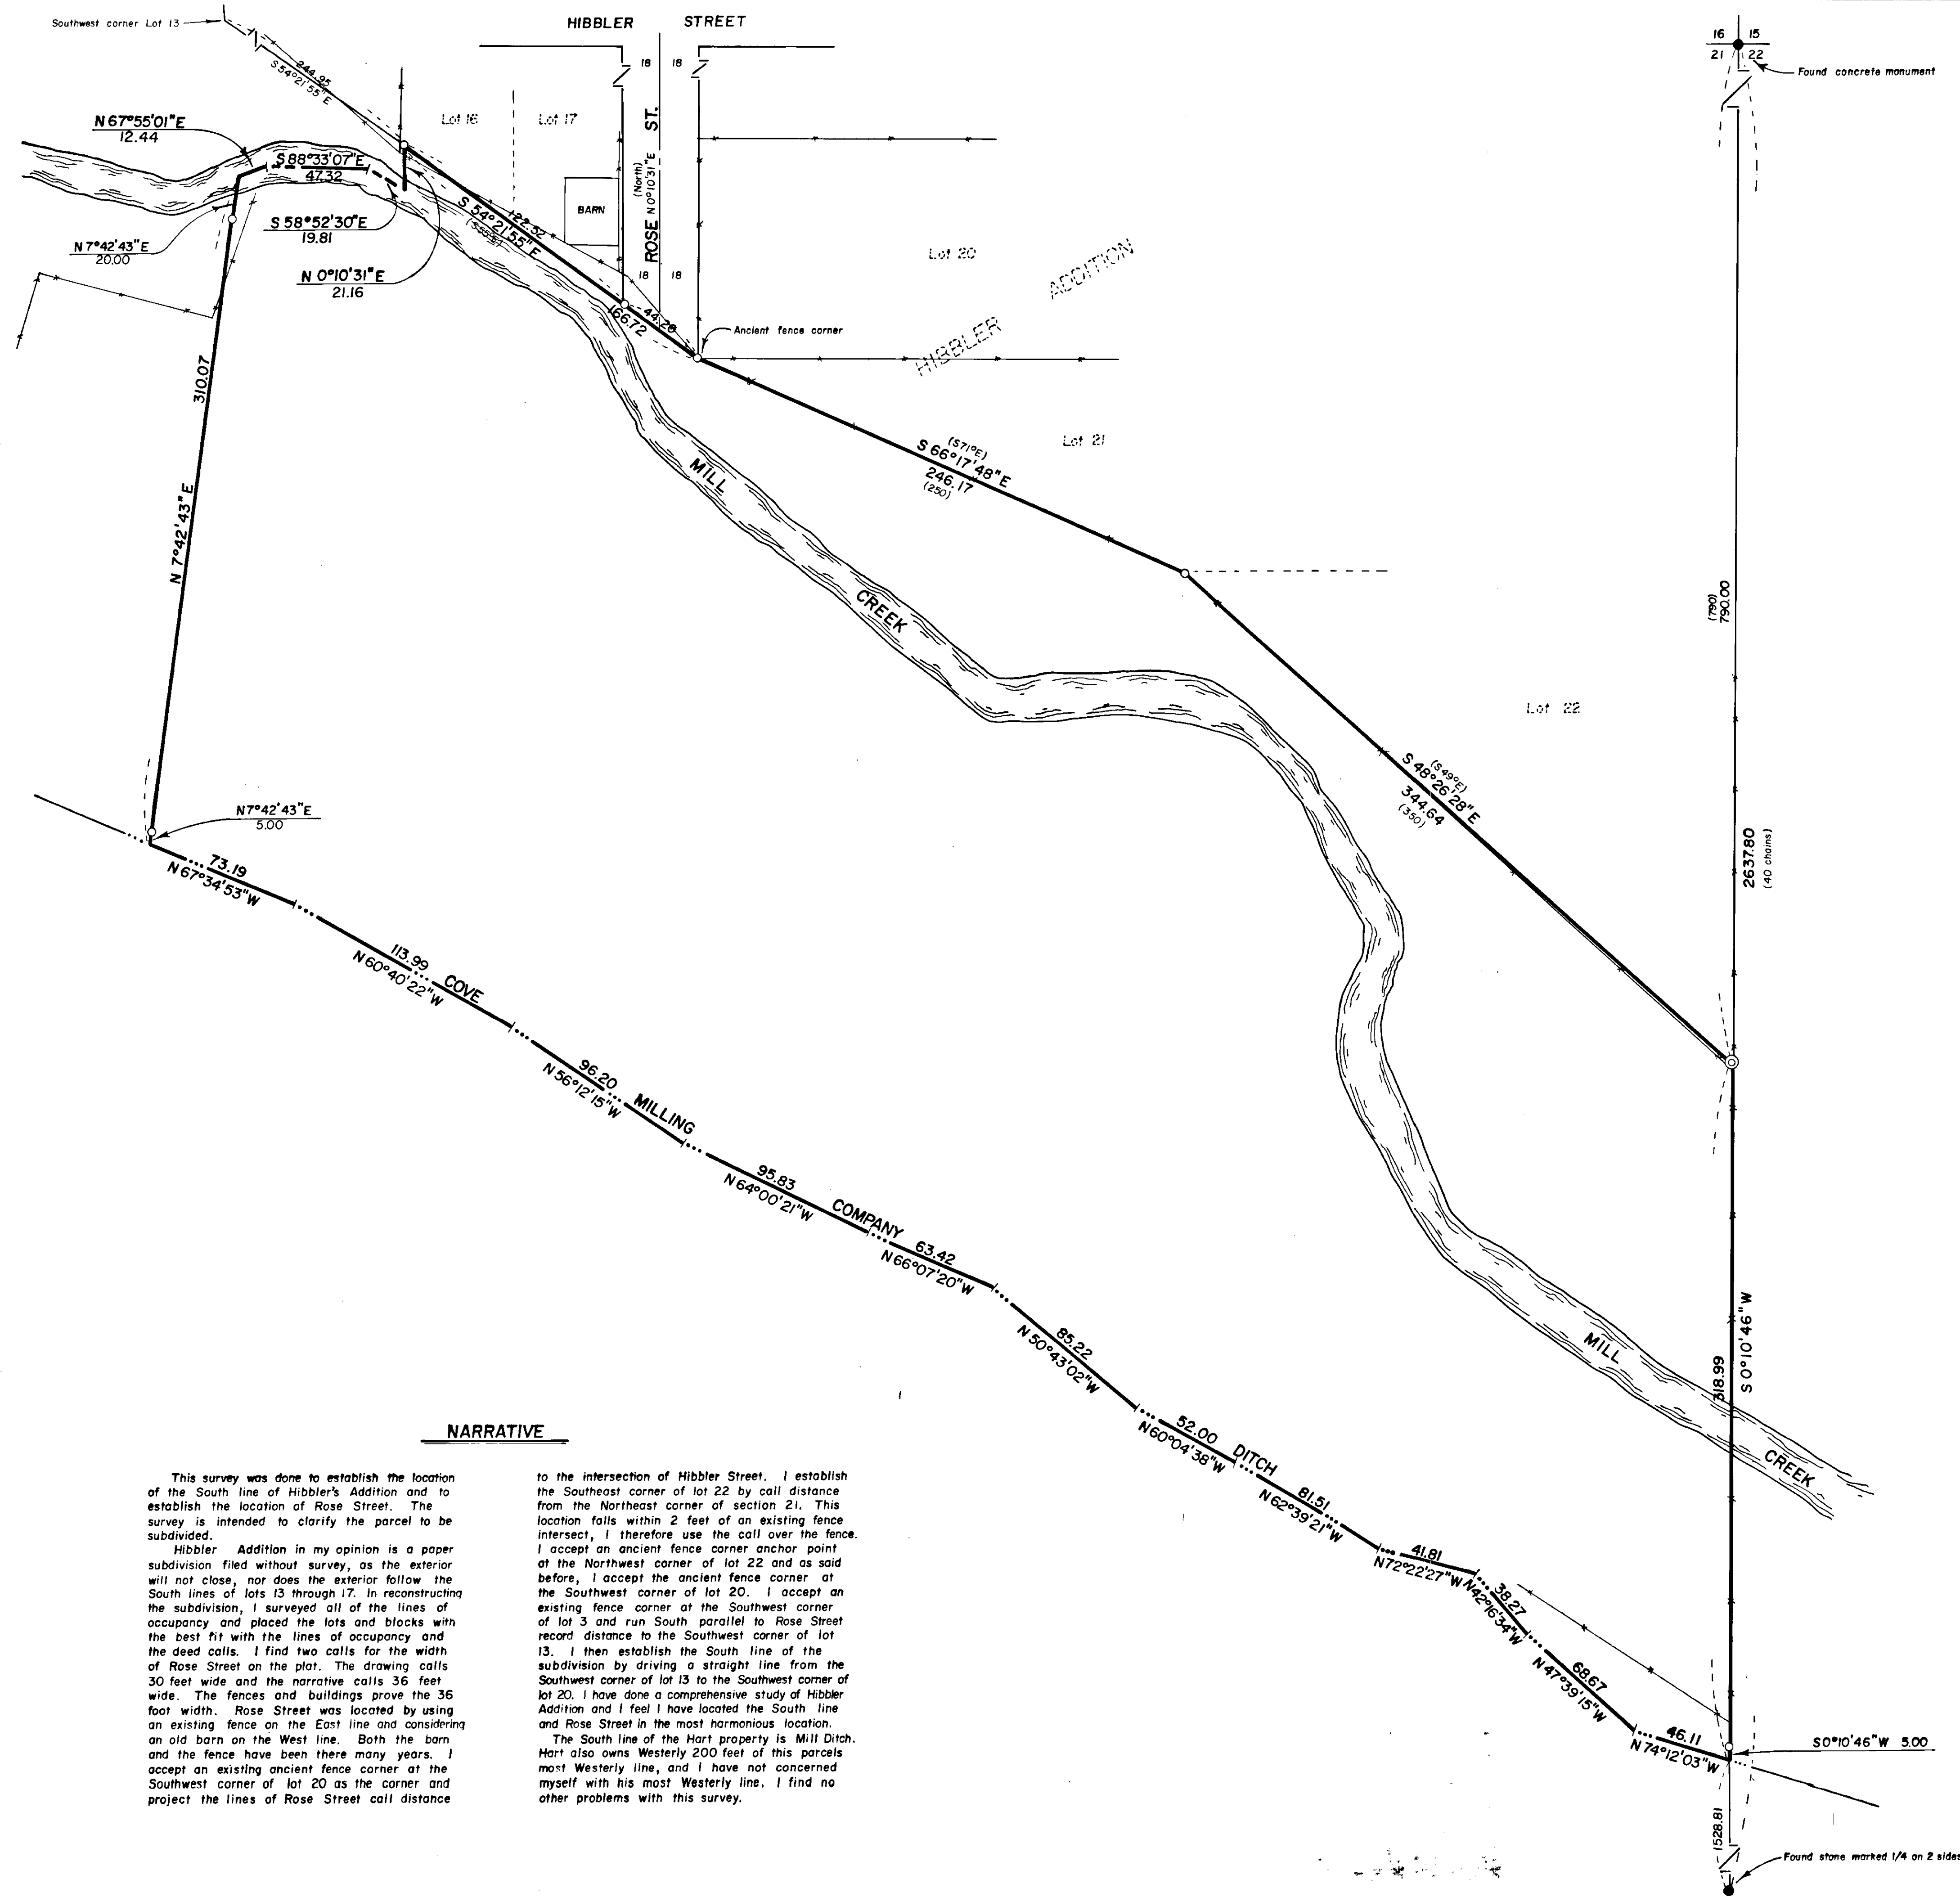 Southwest corner Lot 13
HIBBLER STREET
16 15
21 22
Found concrete monument
244.95
S 54°21'55" E
18 18
Lot 16
Lot 17
N 67°55'01" E
12.44
S 88°33'07" E
47.32
S 58°52'30" E
19.81
N 7°42'43" E
20.00
N 0°10'31" E
21.16
BARN
ROSE ST.
(North)
N 0°10'31" E
18 18
122.52
S 54°21'55" E
44.20
166.72
Ancient fence corner
Lot 20
HIBBLER ADDITION
Lot 21
(S71°E)
S 66°17'48" E
246.17
(250)
310.07
N 7°42'43" E
MILL
CREEK
(790)
790.00
Lot 22
(S49°E)
S 48°26'28" E
344.64
(350)
2637.80
(40 chains)
N 7°42'43" E
5.00
73.19
N 67°34'53" W
113.99
N 60°40'22" W
COVE
96.20
N 56°12'15" W
MILLING
95.83
N 64°00'21" W
COMPANY
63.42
N 66°07'20" W
85.22
N 50°43'02" W
52.00
N 60°04'38" W
DITCH
81.51
N 62°39'21" W
41.81
N 72°22'27" W
38.27
N 42°16'34" W
68.67
N 47°39'15" W
46.11
N 74°12'03" W
318.99
S 0°10'46" W
MILL
CREEK
S 0°10'46" W 5.00
1528.81
Found stone marked 1/4 on 2 sides
NARRATIVE
This survey was done to establish the location
of the South line of Hibbler's Addition and to
establish the location of Rose Street. The
survey is intended to clarify the parcel to be
subdivided.
Hibbler Addition in my opinion is a paper
subdivision filed without survey, as the exterior
will not close, nor does the exterior follow the
South lines of lots 13 through 17. In reconstructing
the subdivision, I surveyed all of the lines of
occupancy and placed the lots and blocks with
the best fit with the lines of occupancy and
the deed calls. I find two calls for the width
of Rose Street on the plat. The drawing calls
30 feet wide and the narrative calls 36 feet
wide. The fences and buildings prove the 36
foot width. Rose Street was located by using
an existing fence on the East line and considering
an old barn on the West line. Both the barn
and the fence have been there many years. I
accept an existing ancient fence corner at the
Southwest corner of lot 20 as the corner and
project the lines of Rose Street call distance
to the intersection of Hibbler Street. I establish
the Southeast corner of lot 22 by call distance
from the Northeast corner of section 21. This
location falls within 2 feet of an existing fence
intersect, I therefore use the call over the fence.
I accept an ancient fence corner anchor point
at the Northwest corner of lot 22 and as said
before, I accept the ancient fence corner at
the Southwest corner of lot 20. I accept an
existing fence corner at the Southwest corner
of lot 3 and run South parallel to Rose Street
record distance to the Southwest corner of lot
13. I then establish the South line of the
subdivision by driving a straight line from the
Southwest corner of lot 13 to the Southwest corner of
lot 20. I have done a comprehensive study of Hibbler
Addition and I feel I have located the South line
and Rose Street in the most harmonious location.
The South line of the Hart property is Mill Ditch.
Hart also owns Westerly 200 feet of this parcels
most Westerly line, and I have not concerned
myself with his most Westerly line. I find no
other problems with this survey.